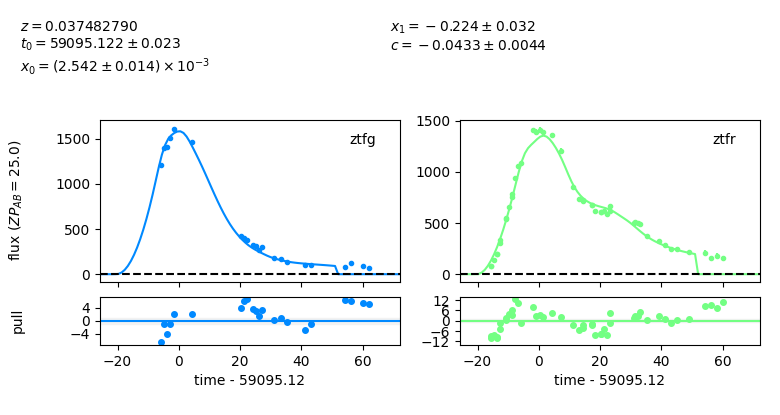 z = 0.037482790
t₀ = 59095.122 ± 0.023
x₀ = (2.542 ± 0.014) × 10⁻³
x₁ = −0.224 ± 0.032
c = −0.0433 ± 0.0044
flux (ZP_AB = 25.0)
1500
1000
500
0
ztfg
1500
1000
500
0
ztfr
pull
4
0
−4
−20
0
20
40
60
time - 59095.12
12
6
0
−6
−12
−20
0
20
40
60
time - 59095.12